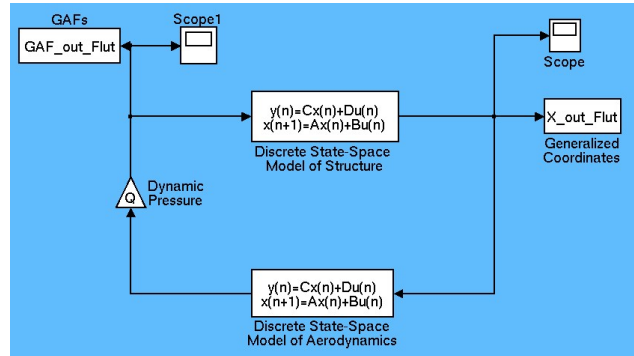 GAFs
GAF_out_Flut
Scope1
Scope
y(n)=Cx(n)+Du(n)
x(n+1)=Ax(n)+Bu(n)
Discrete State-Space
Model of Structure
X_out_Flut
Generalized
Coordinates
Q
Dynamic
Pressure
y(n)=Cx(n)+Du(n)
x(n+1)=Ax(n)+Bu(n)
Discrete State-Space
Model of Aerodynamics